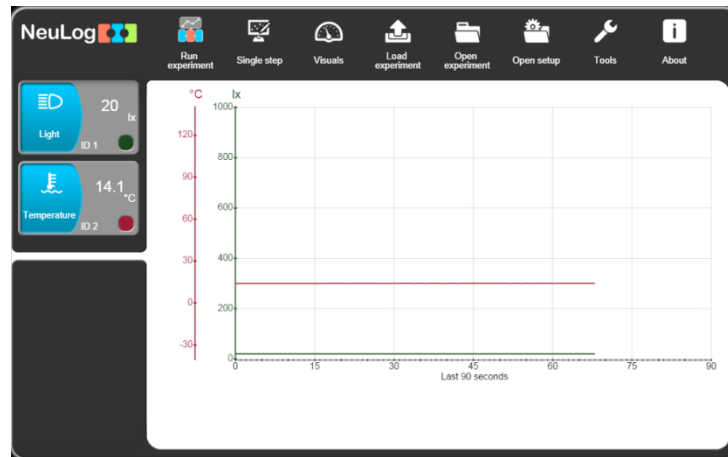 NeuLog
Run
experiment
Single step
Visuals
Load
experiment
Open
experiment
Open setup
Tools
About
Light
20
lx
ID 1
Temperature
14.1
°C
ID 2
°C
lx
120
90
60
30
0
-30
1000
800
600
400
200
0
0 15 30 45 60 75 90
Last 90 seconds